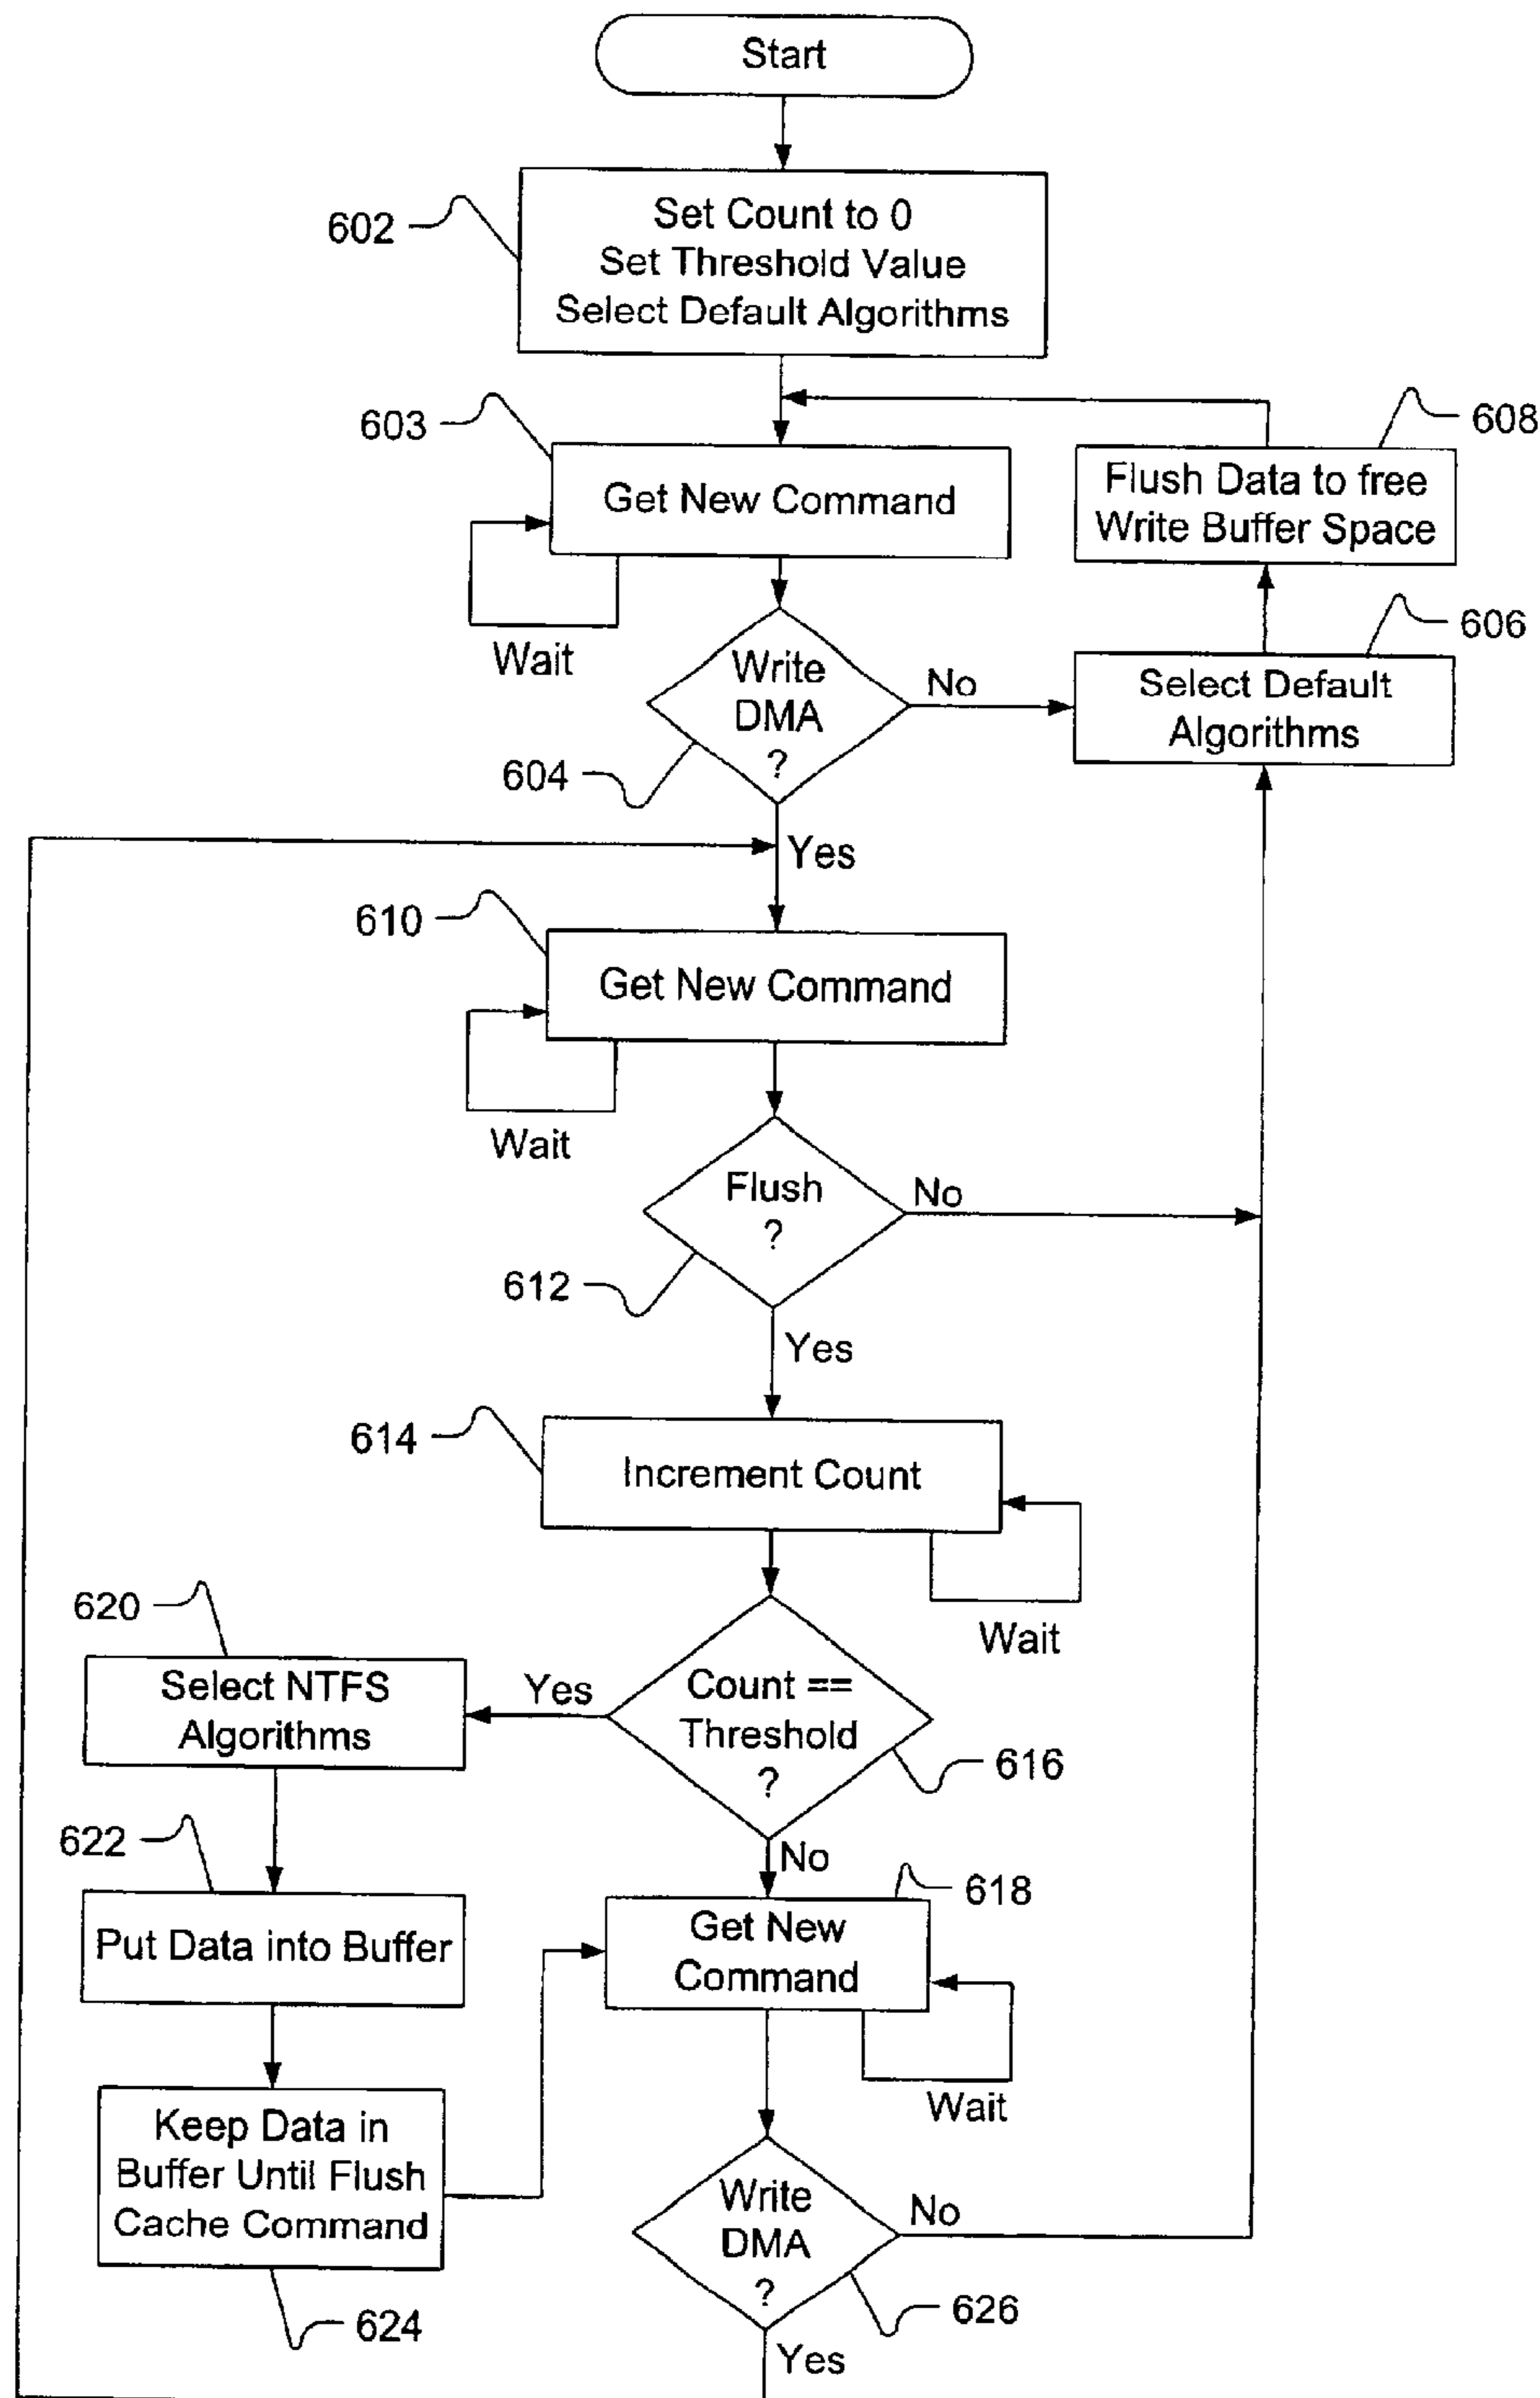 Start
602
Set Count to 0
Set Threshold Value
Select Default Algorithms
603
Get New Command
Wait
608
Flush Data to free
Write Buffer Space
606
Select Default
Algorithms
Write
DMA
?
No
604
Yes
610
Get New Command
Wait
Flush
?
No
612
Yes
614
Increment Count
Wait
620
Select NTFS
Algorithms
Yes
Count ==
Threshold
?
616
No
622
Put Data into Buffer
618
Get New
Command
Wait
Keep Data in
Buffer Until Flush
Cache Command
624
Write
DMA
?
No
626
Yes